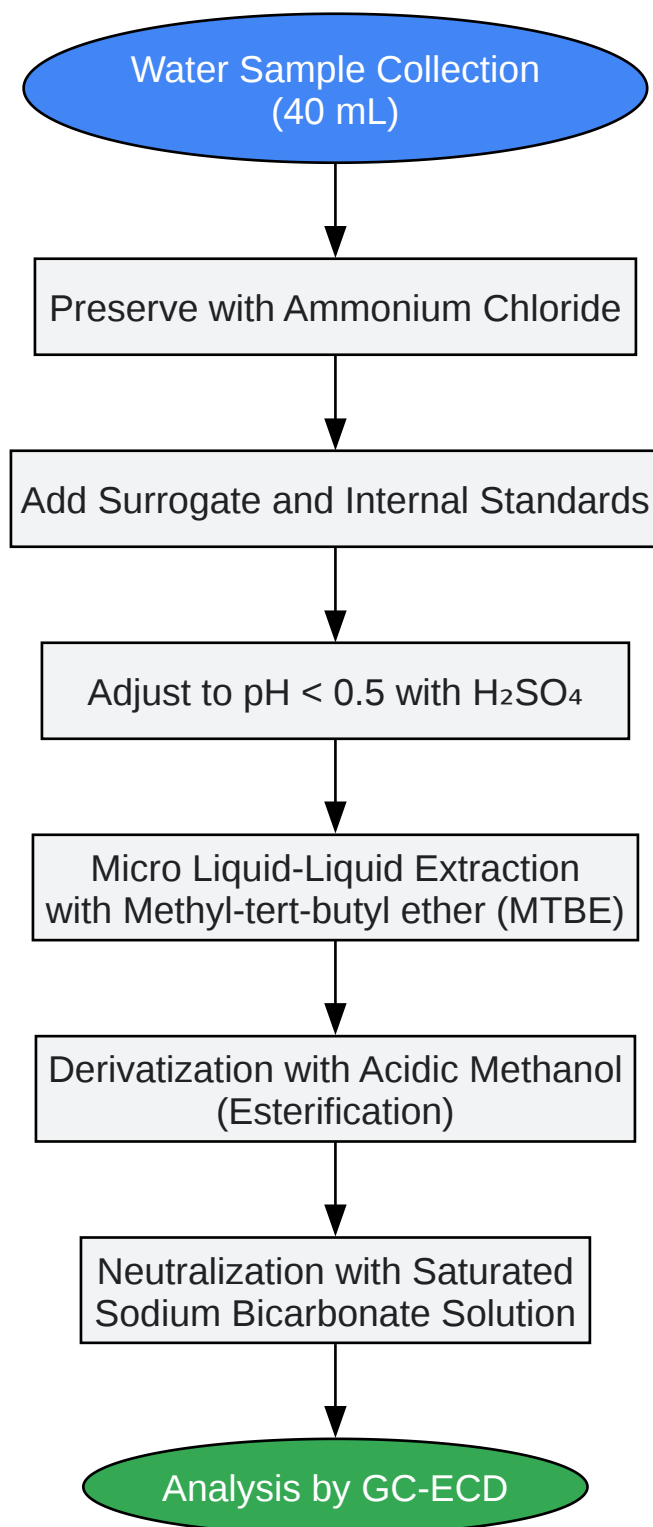 Water Sample Collection
(40 mL)
Preserve with Ammonium Chloride
Add Surrogate and Internal Standards
Adjust to pH < 0.5 with H₂SO₄
Micro Liquid-Liquid Extraction
with Methyl-tert-butyl ether (MTBE)
Derivatization with Acidic Methanol
(Esterification)
Neutralization with Saturated
Sodium Bicarbonate Solution
Analysis by GC-ECD